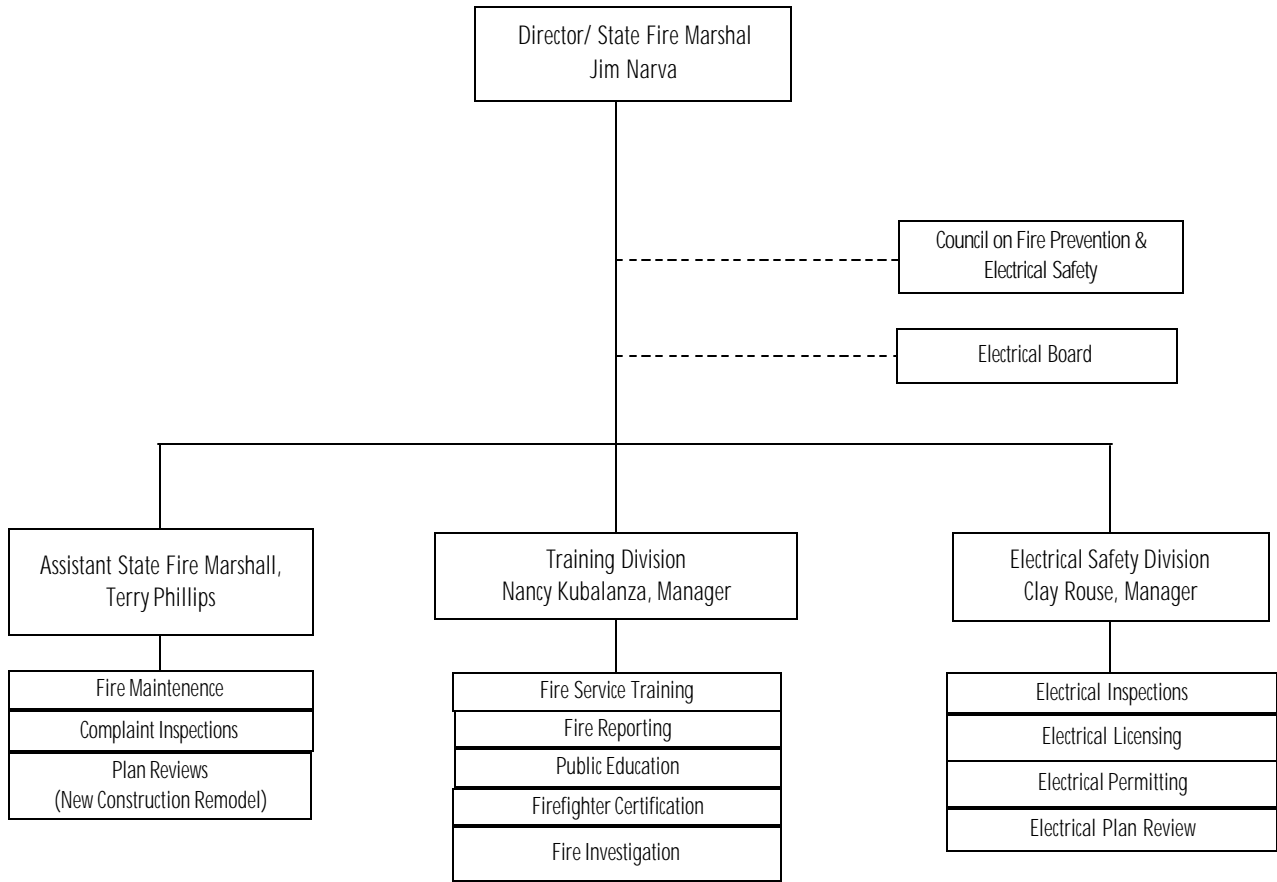 Director/ State Fire Marshal
Jim Narva
Council on Fire Prevention &
Electrical Safety
Electrical Board
Assistant State Fire Marshall,
Terry Phillips
Fire Maintenence
Complaint Inspections
Plan Reviews
(New Construction Remodel)
Training Division
Nancy Kubalanza, Manager
Fire Service Training
Fire Reporting
Public Education
Firefighter Certification
Fire Investigation
Electrical Safety Division
Clay Rouse, Manager
Electrical Inspections
Electrical Licensing
Electrical Permitting
Electrical Plan Review